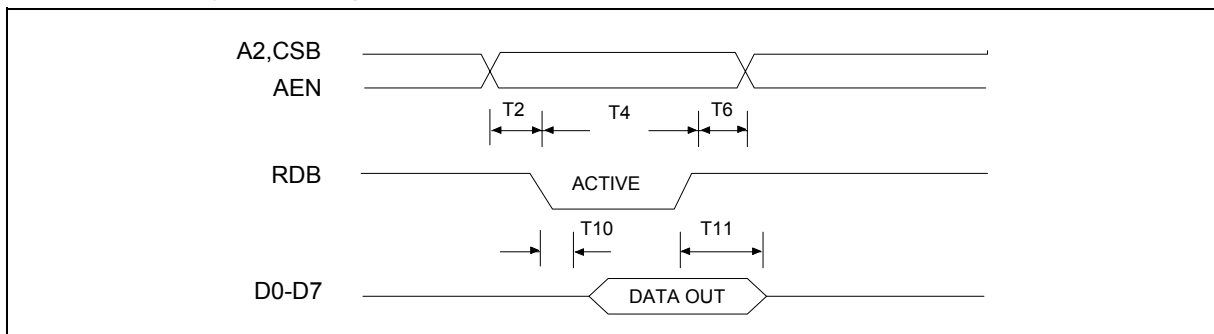 A2,CSB
AEN
T2 T4 T6
RDB
ACTIVE
T10 T11
D0-D7
DATA OUT